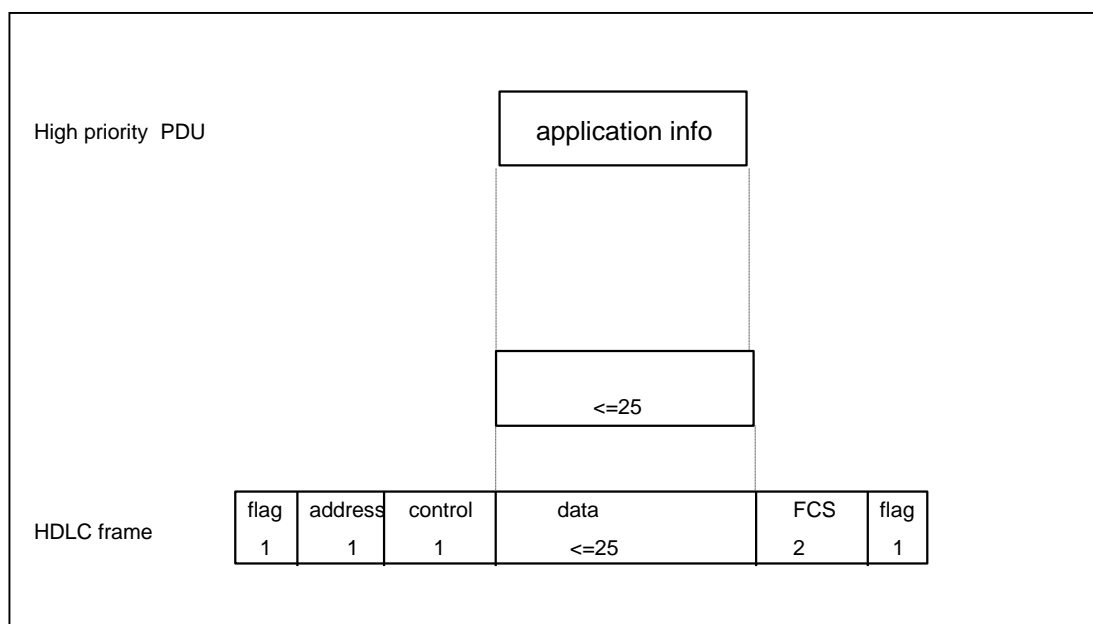 High priority PDU
application info
<=25
HDLC frame
flag address control data FCS flag
1 1 1 <=25 2 1